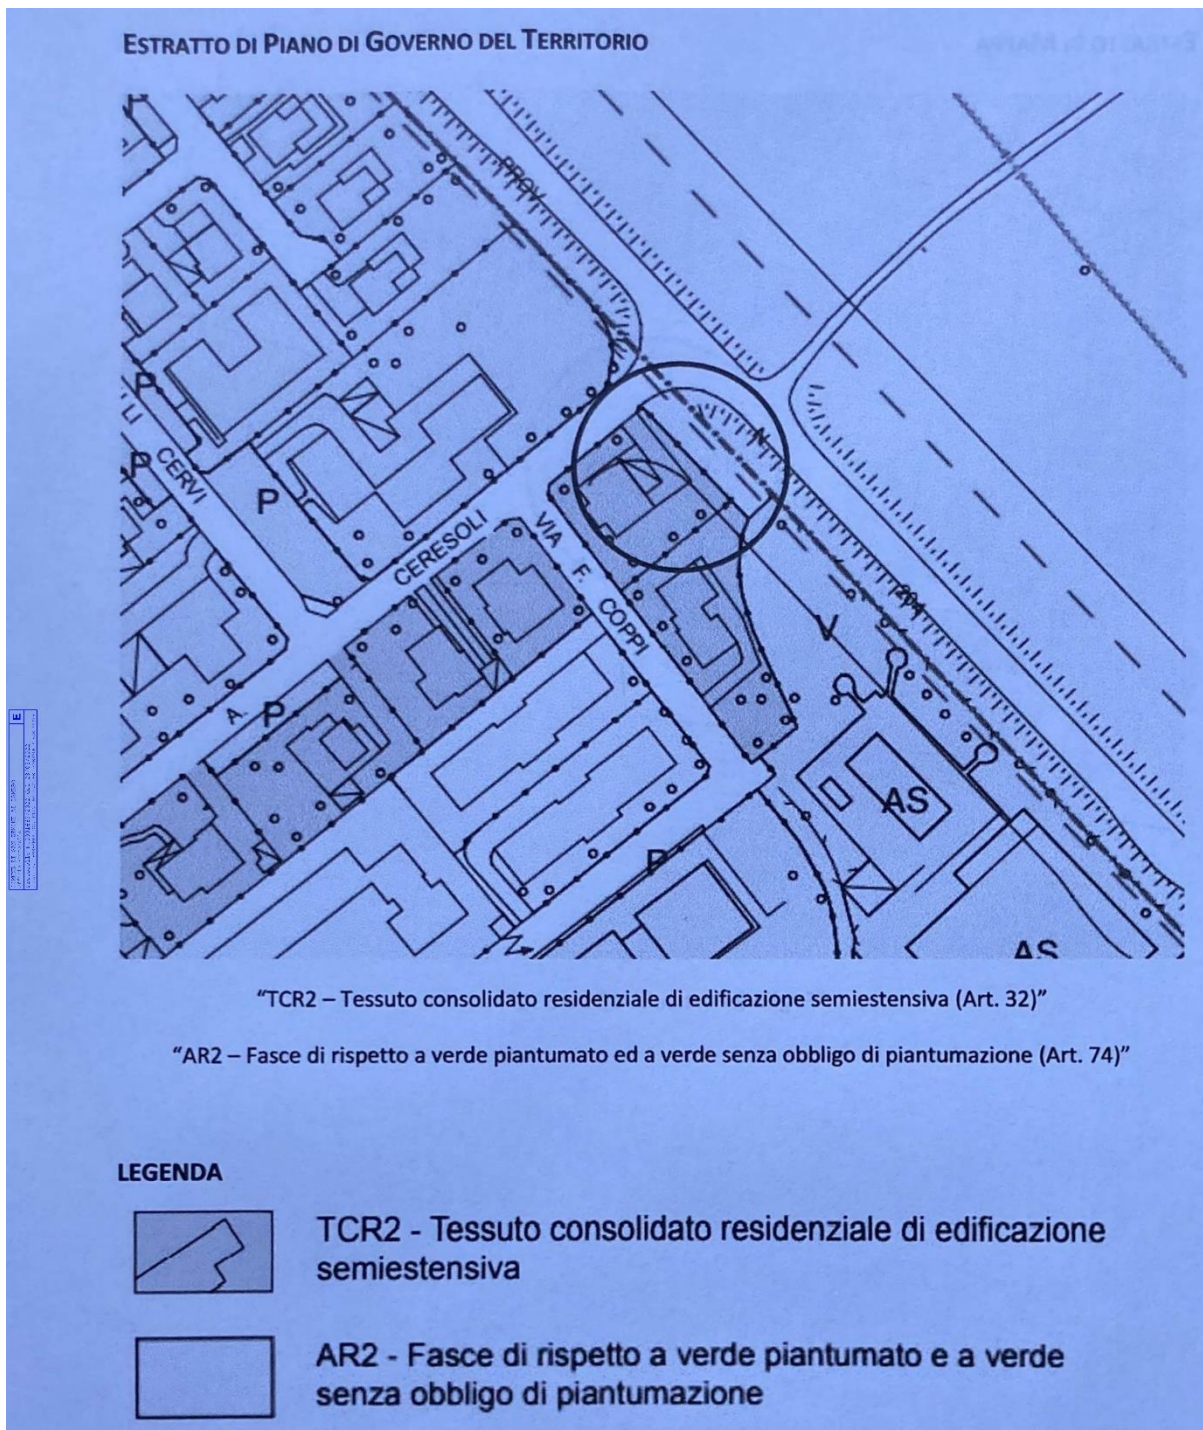 ESTRATTO DI PIANO DI GOVERNO DEL TERRITORIO
PROV.
P
LI
CERVI
P
P
N.
CERESOLI
VIA
F.
COPPI
204
V
A.
P
AS
P
AS
"TCR2 – Tessuto consolidato residenziale di edificazione semiestensiva (Art. 32)"
"AR2 – Fasce di rispetto a verde piantumato ed a verde senza obbligo di piantumazione (Art. 74)"
LEGENDA
TCR2 - Tessuto consolidato residenziale di edificazione
semiestensiva
AR2 - Fasce di rispetto a verde piantumato e a verde
senza obbligo di piantumazione
E